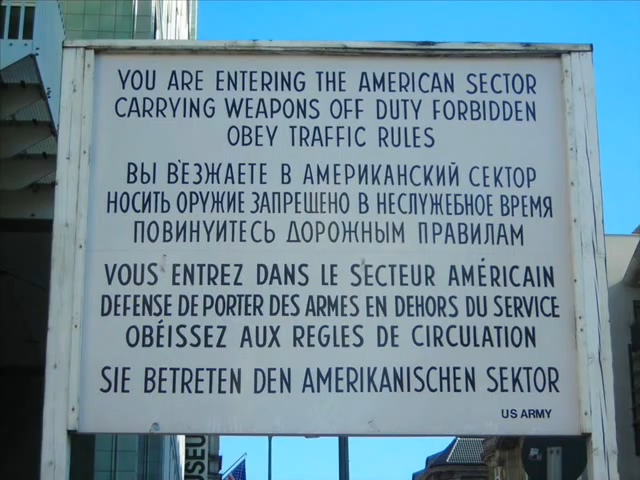 YOU ARE ENTERING THE AMERICAN SECTOR
CARRYING WEAPONS OFF DUTY FORBIDDEN
OBEY TRAFFIC RULES
ВЫ В'ЕЗЖАЕТЕ В АМЕРИКАНСКИЙ СЕКТОР
НОСИТЬ ОРУЖИЕ ЗАПРЕЩЕНО В НЕСЛУЖЕБНОЕ ВРЕМЯ
ПОВИНУИТЕСЬ ДОРОЖНЫМ ПРАВИЛАМ
VOUS ENTREZ DANS LE SECTEUR AMÉRICAIN
DEFENSE DE PORTER DES ARMES EN DEHORS DU SERVICE
OBÉISSEZ AUX REGLES DE CIRCULATION
SIE BETRETEN DEN AMERIKANISCHEN SEKTOR
US ARMY